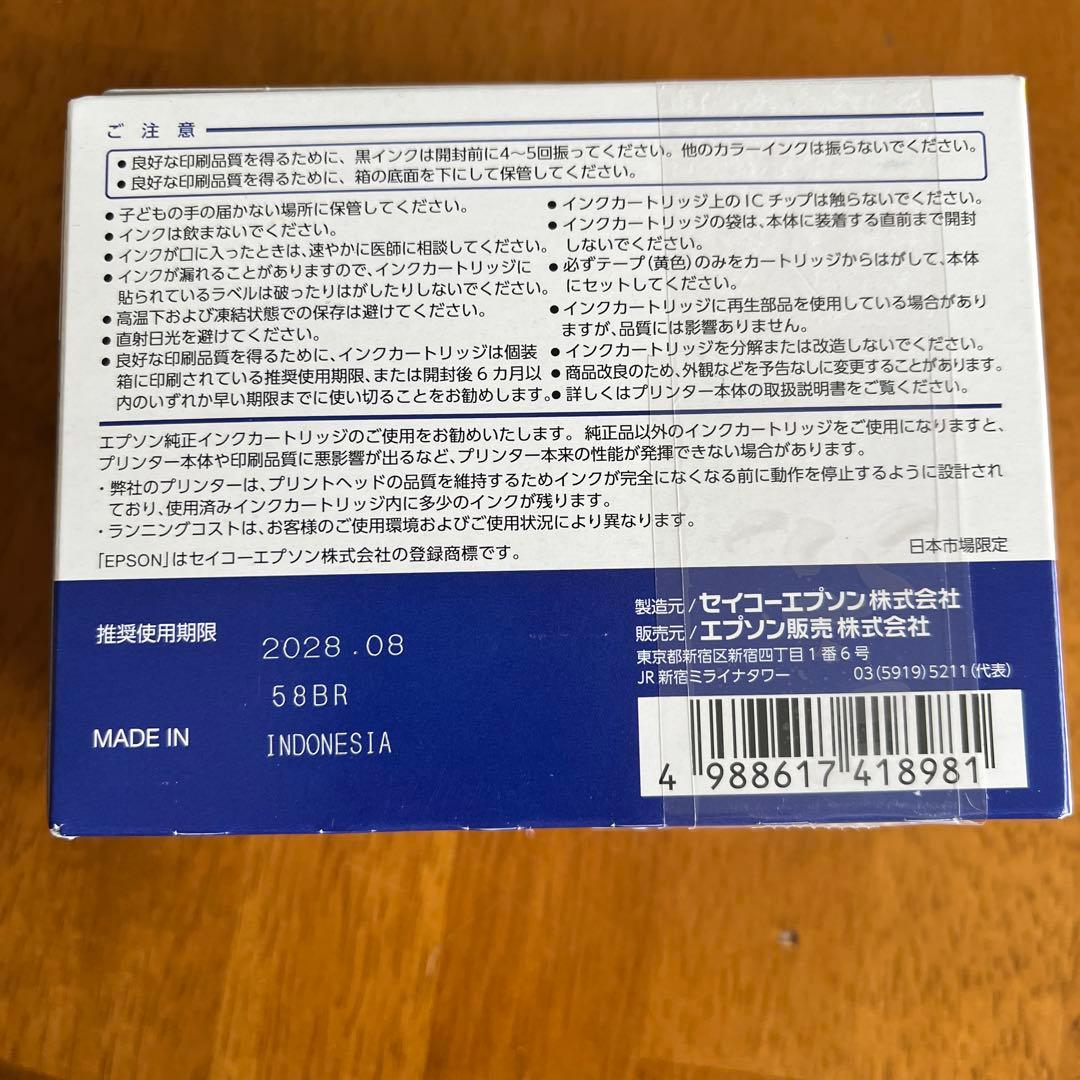 ご注意
● 良好な印刷品質を得るために、黒インクは開封前に4～5回振ってください。他のカラーインクは振らないでください。
● 良好な印刷品質を得るために、箱の底面を下にして保管してください。
● 子どもの手の届かない場所に保管してください。
● インクは飲まないでください。
● インクが口に入ったときは、速やかに医師に相談してください。
● インクが漏れることがありますので、インクカートリッジに
貼られているラベルは破ったりはがしたりしないでください。
● 高温下および凍結状態での保存は避けてください。
● 直射日光を避けてください。
● 良好な印刷品質を得るために、インクカートリッジは個装
箱に印刷されている推奨使用期限、または開封後6カ月以
内のいずれか早い期限までに使い切ることをお勧めします。
● インクカートリッジ上のICチップは触らないでください。
● インクカートリッジの袋は、本体に装着する直前まで開封
しないでください。
● 必ずテープ(黄色)のみをカートリッジからはがして、本体
にセットしてください。
● インクカートリッジに再生部品を使用している場合があり
ますが、品質には影響ありません。
● インクカートリッジを分解または改造しないでください。
● 商品改良のため、外観などを予告なしに変更することがあります。
● 詳しくはプリンター本体の取扱説明書をご覧ください。
エプソン純正インクカートリッジのご使用をお勧めいたします。純正品以外のインクカートリッジをご使用になりますと、
プリンター本体や印刷品質に悪影響が出るなど、プリンター本来の性能が発揮できない場合があります。
・弊社のプリンターは、プリントヘッドの品質を維持するためインクが完全になくなる前に動作を停止するように設計され
ており、使用済みインクカートリッジ内に多少のインクが残ります。
・ランニングコストは、お客様のご使用環境およびご使用状況により異なります。
「EPSON」はセイコーエプソン株式会社の登録商標です。
日本市場限定
推奨使用期限 2028.08
58BR
MADE IN INDONESIA
製造元/セイコーエプソン株式会社
販売元/エプソン販売株式会社
東京都新宿区新宿四丁目1番6号
JR新宿ミライナタワー 03(5919)5211(代表)
4 988617 418981